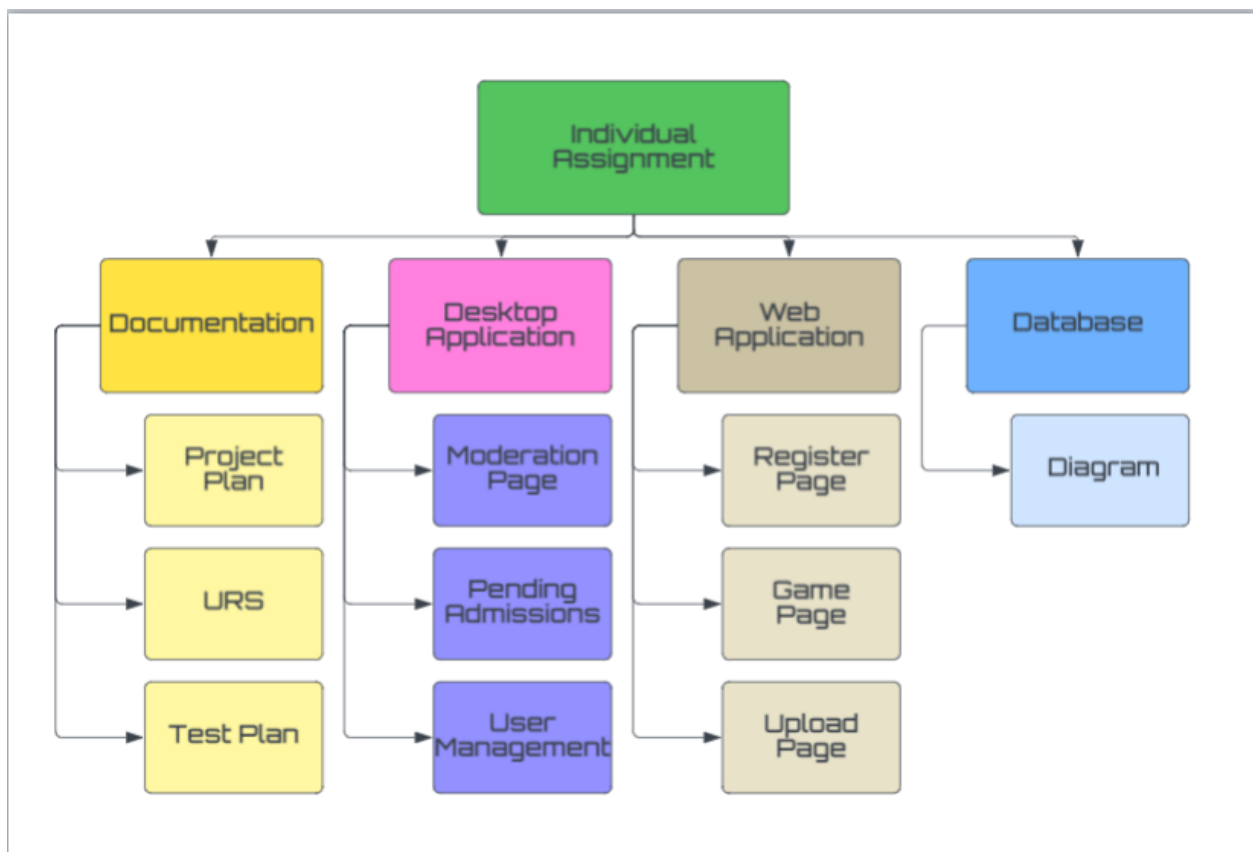 Individual
Assignment
Documentation
Desktop
Application
Web
Application
Database
Project
Plan
Moderation
Page
Register
Page
Diagram
URS
Pending
Admissions
Game
Page
Test Plan
User
Management
Upload
Page